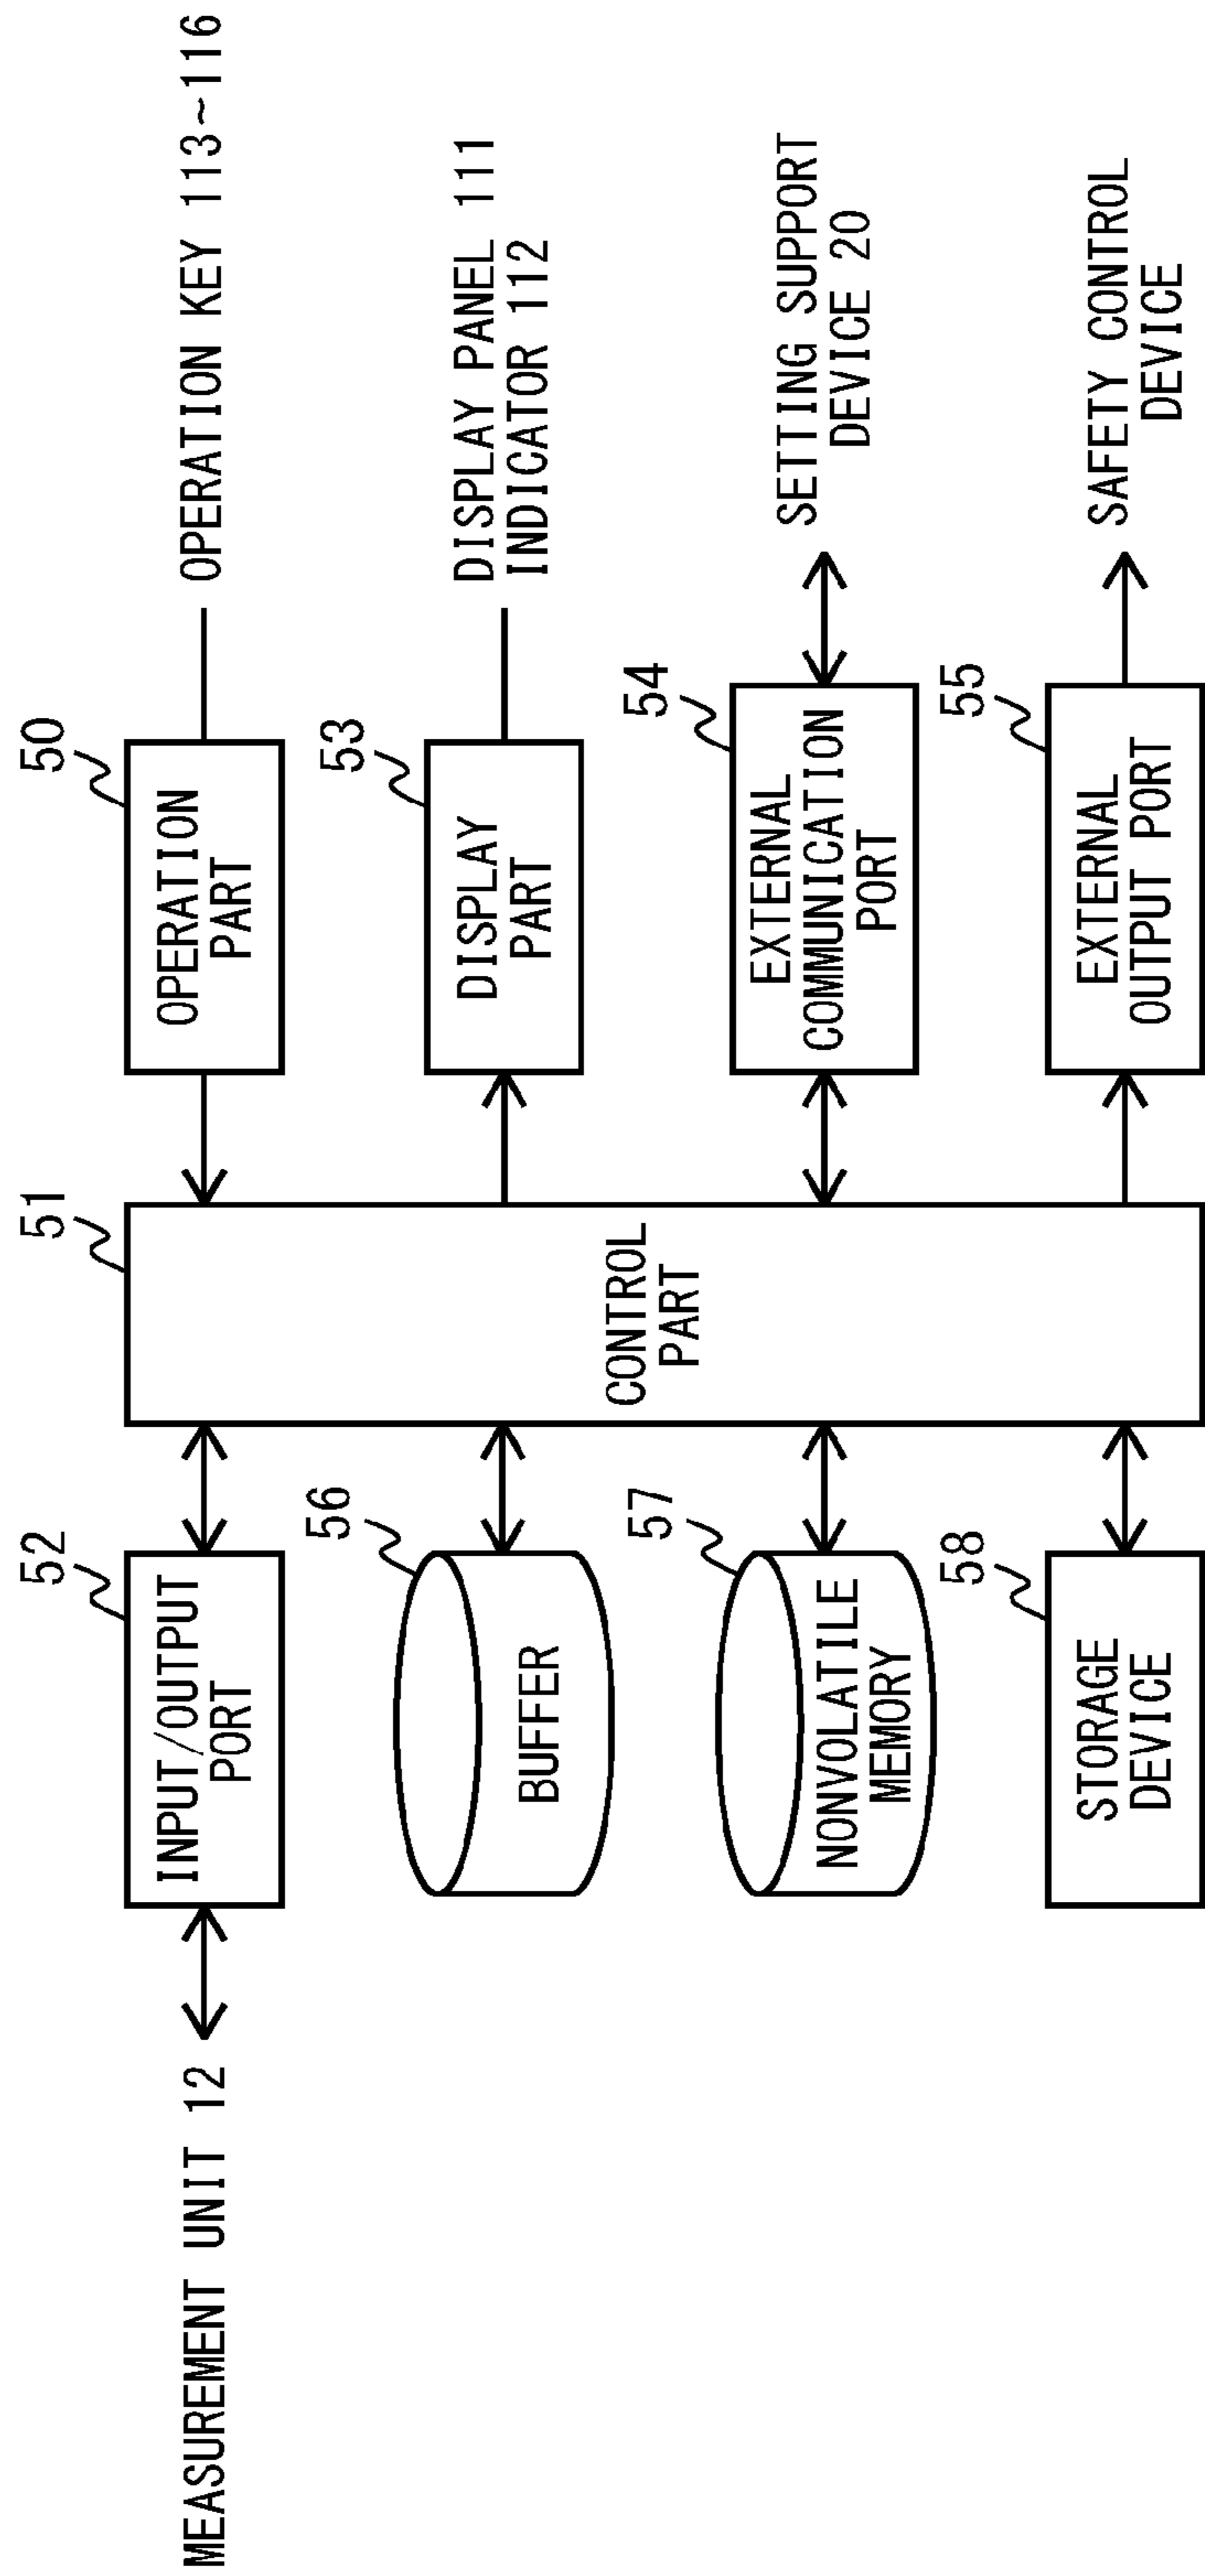 MEASUREMENT UNIT 12
52
INPUT/OUTPUT
PORT
56
BUFFER
57
NONVOLATILE
MEMORY
58
STORAGE
DEVICE
51
CONTROL
PART
50
OPERATION
PART
OPERATION KEY 113~116
53
DISPLAY
PART
DISPLAY PANEL 111
INDICATOR 112
54
EXTERNAL
COMMUNICATION
PORT
SETTING SUPPORT
DEVICE 20
55
EXTERNAL
OUTPUT PORT
SAFETY CONTROL
DEVICE